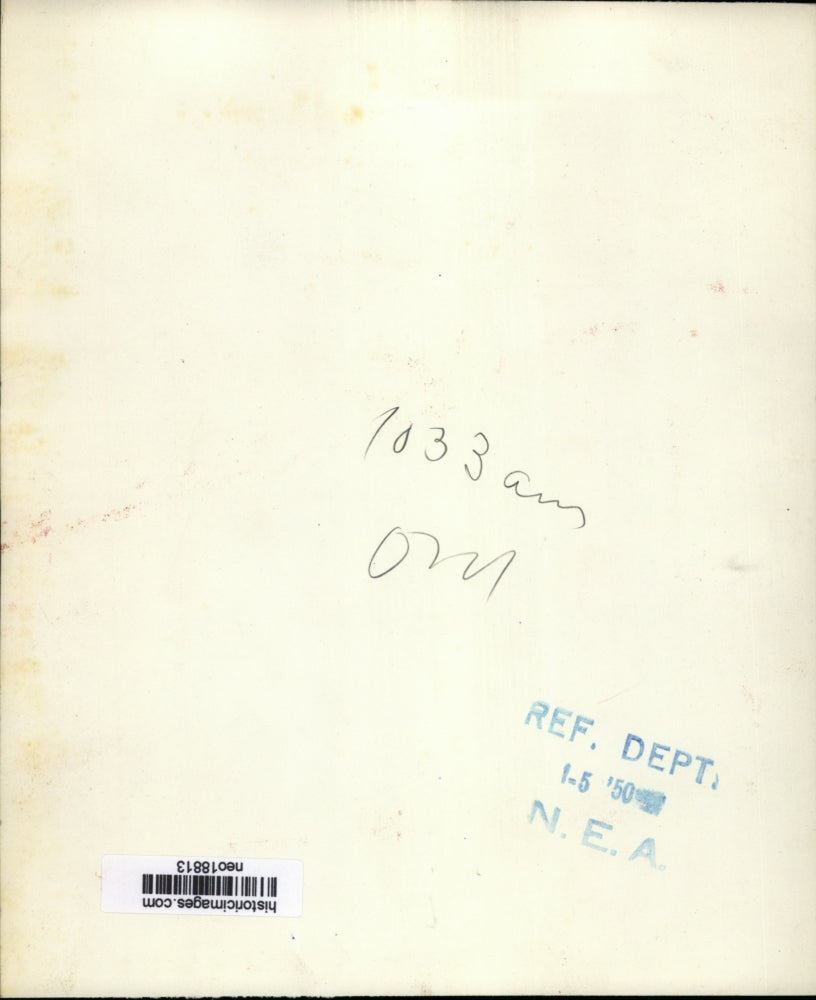 1033 am
REF. DEPT.
1-5 '50
N. E. A.
historicimages.com
neo18813